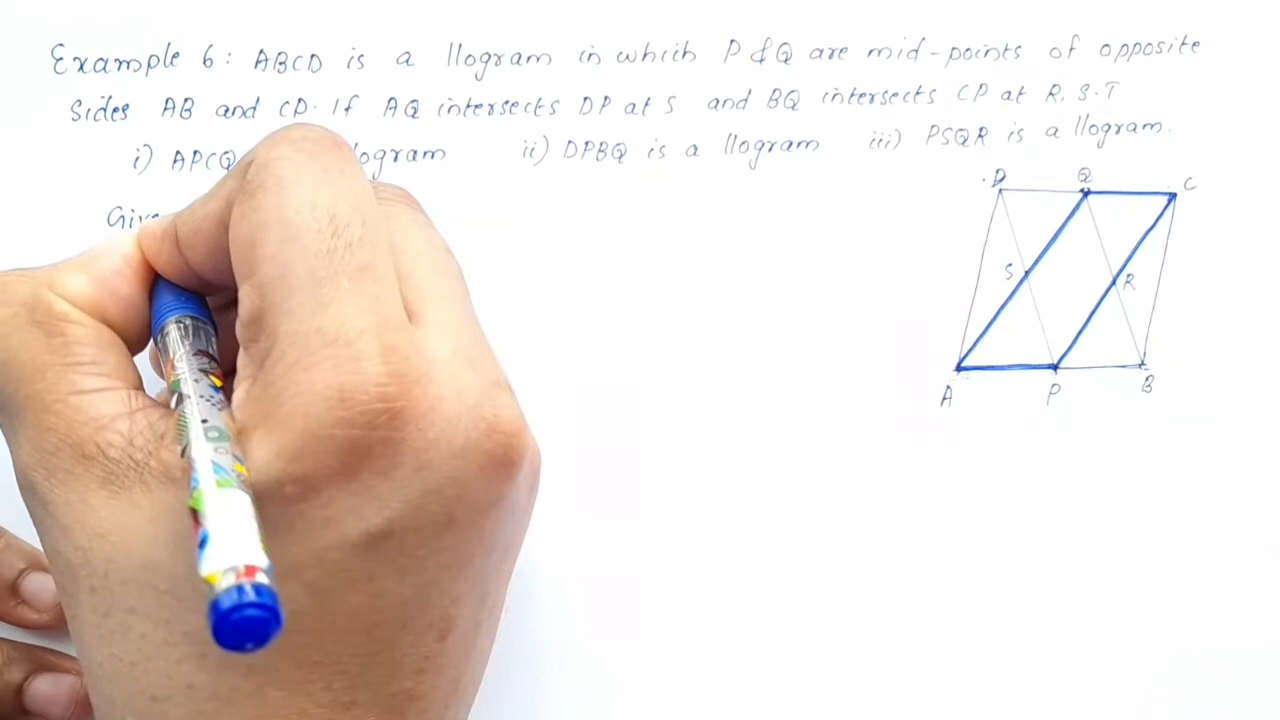 Example 6: ABCD is a llogram in which P & Q are mid-points of opposite
sides AB and CD. If AQ intersects DP at S and BQ intersects CP at R. S.T
i) APCQ logram ii) DPBQ is a llogram iii) PSQR is a llogram.
D Q C
S R
A P B